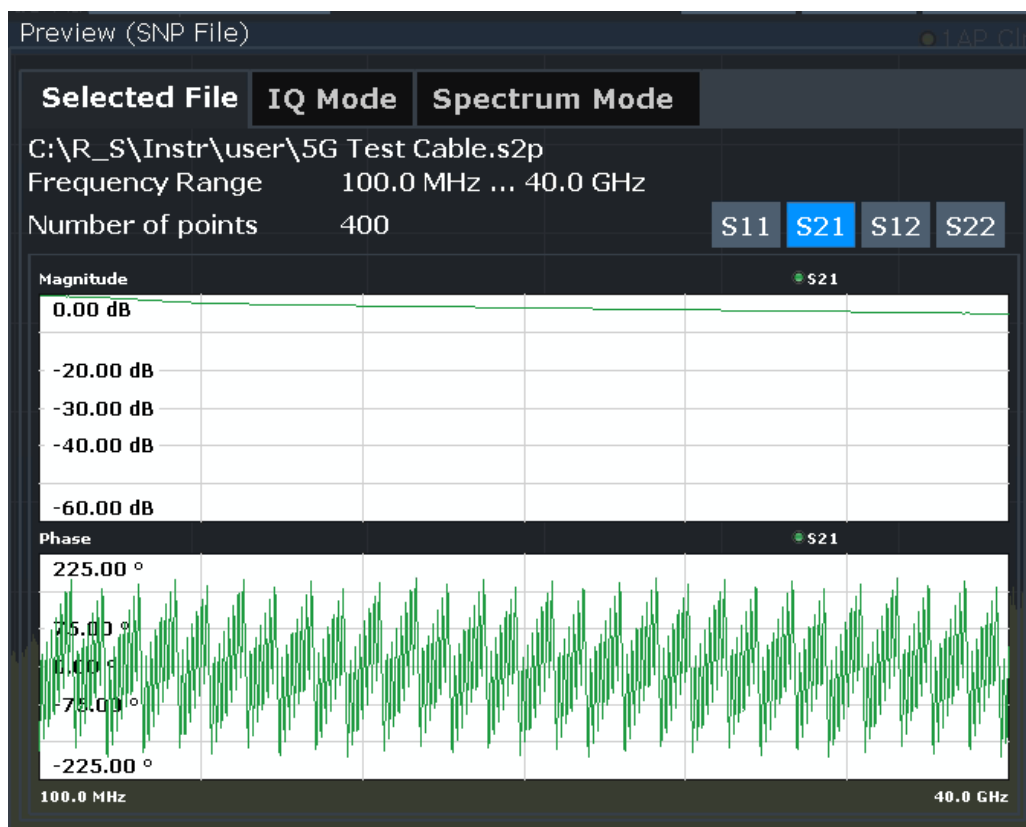 Preview (SNP File)
1 AP Cl
Selected File IQ Mode Spectrum Mode
C:\R_S\Instr\user\5G Test Cable.s2p
Frequency Range 100.0 MHz ... 40.0 GHz
Number of points 400 S11 S21 S12 S22
Magnitude S21
0.00 dB
-20.00 dB
-30.00 dB
-40.00 dB
-60.00 dB
Phase S21
225.00 °
75.00 °
0.00 °
-75.00 °
-225.00 °
100.0 MHz 40.0 GHz